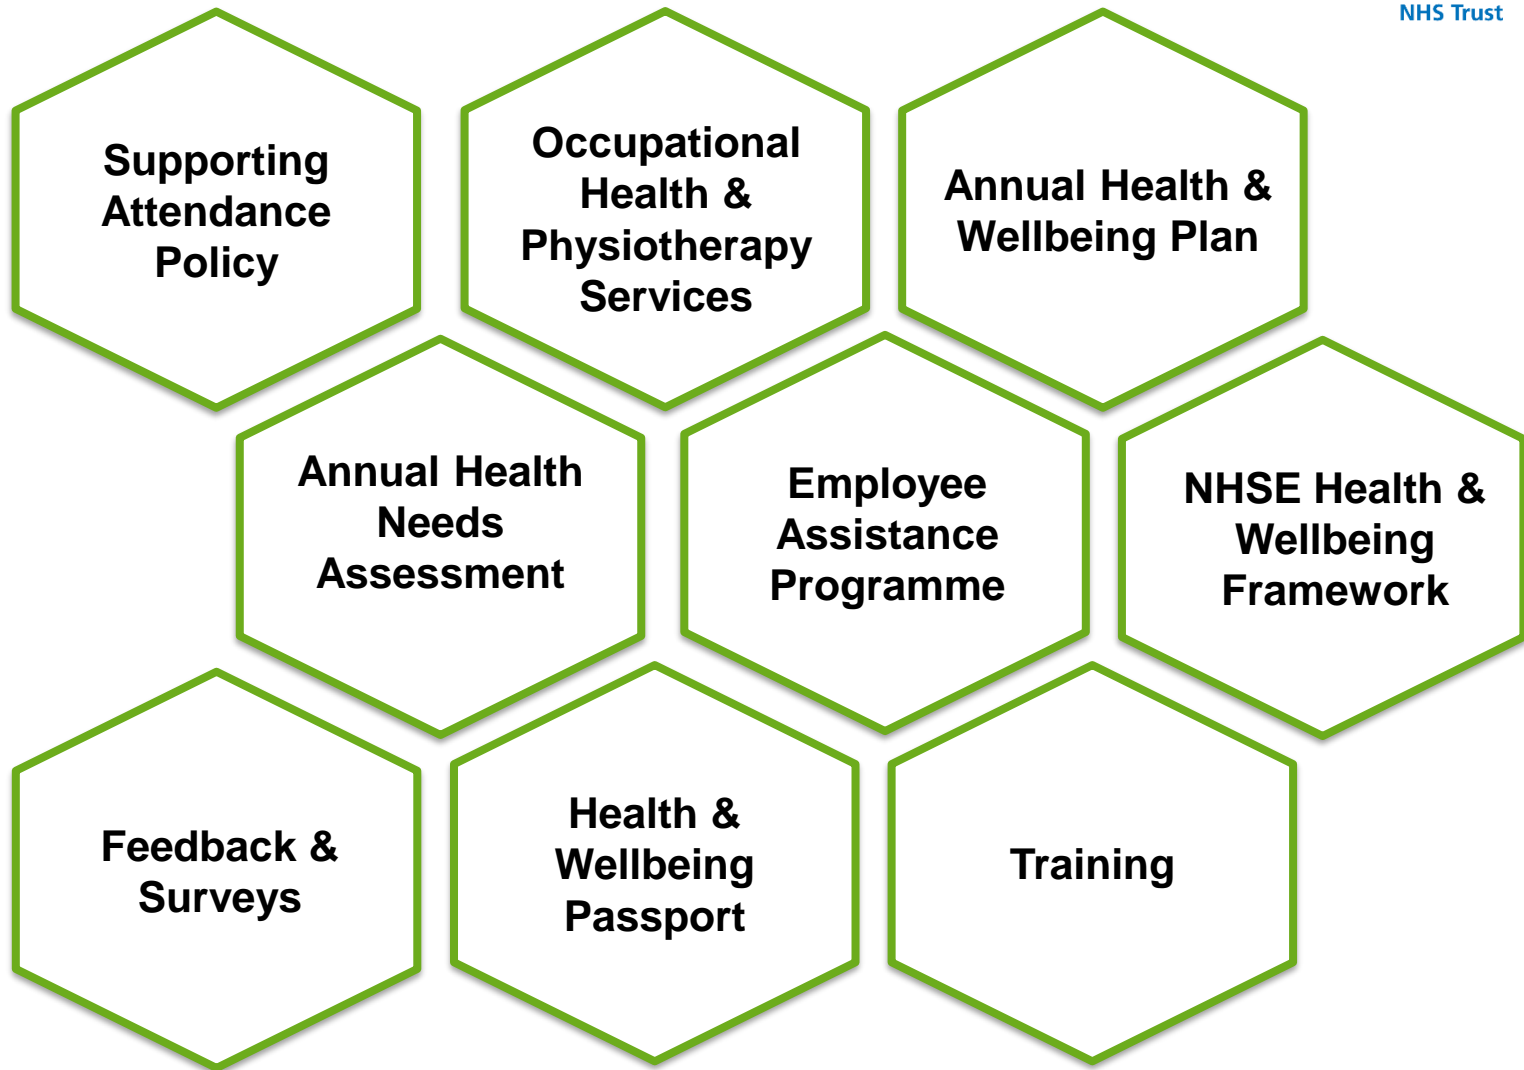 NHS Trust
Supporting
Attendance
Policy
Occupational
Health &
Physiotherapy
Services
Annual Health &
Wellbeing Plan
Annual Health
Needs
Assessment
Employee
Assistance
Programme
NHSE Health &
Wellbeing
Framework
Feedback &
Surveys
Health &
Wellbeing
Passport
Training